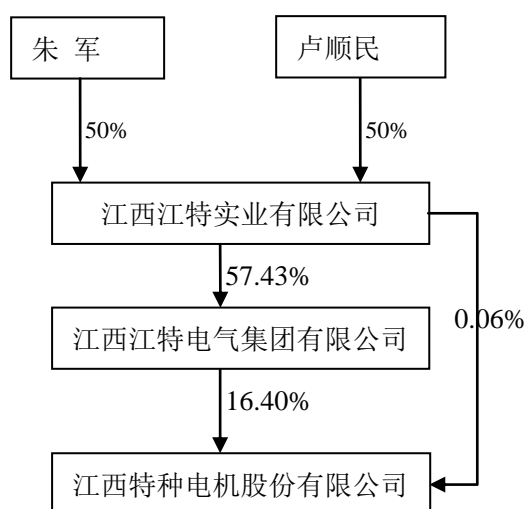 朱 军
卢顺民
50%
50%
江西江特实业有限公司
57.43%
0.06%
江西江特电气集团有限公司
16.40%
江西特种电机股份有限公司